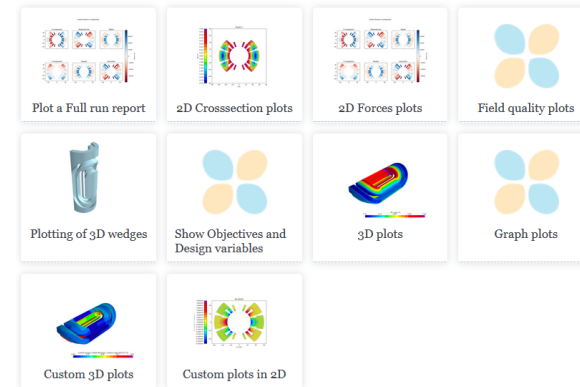 Plot a Full run report
2D Crosssection plots
2D Forces plots
Field quality plots
Plotting of 3D wedges
Show Objectives and
Design variables
3D plots
Graph plots
Custom 3D plots
Custom plots in 2D